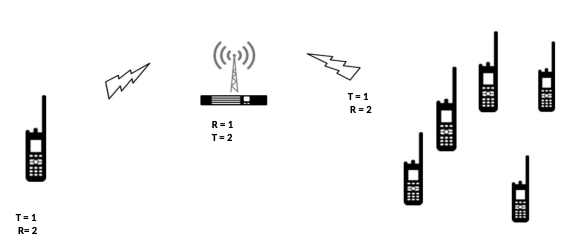 T = 1
R = 2
R = 1
T = 2
T = 1
R= 2